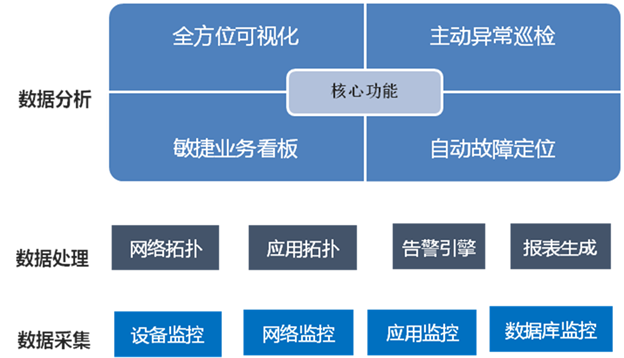 全方位可视化
主动异常巡检
数据分析
核心功能
敏捷业务看板
自动故障定位
数据处理
网络拓扑
应用拓扑
告警引擎
报表生成
数据采集
设备监控
网络监控
应用监控
数据库监控